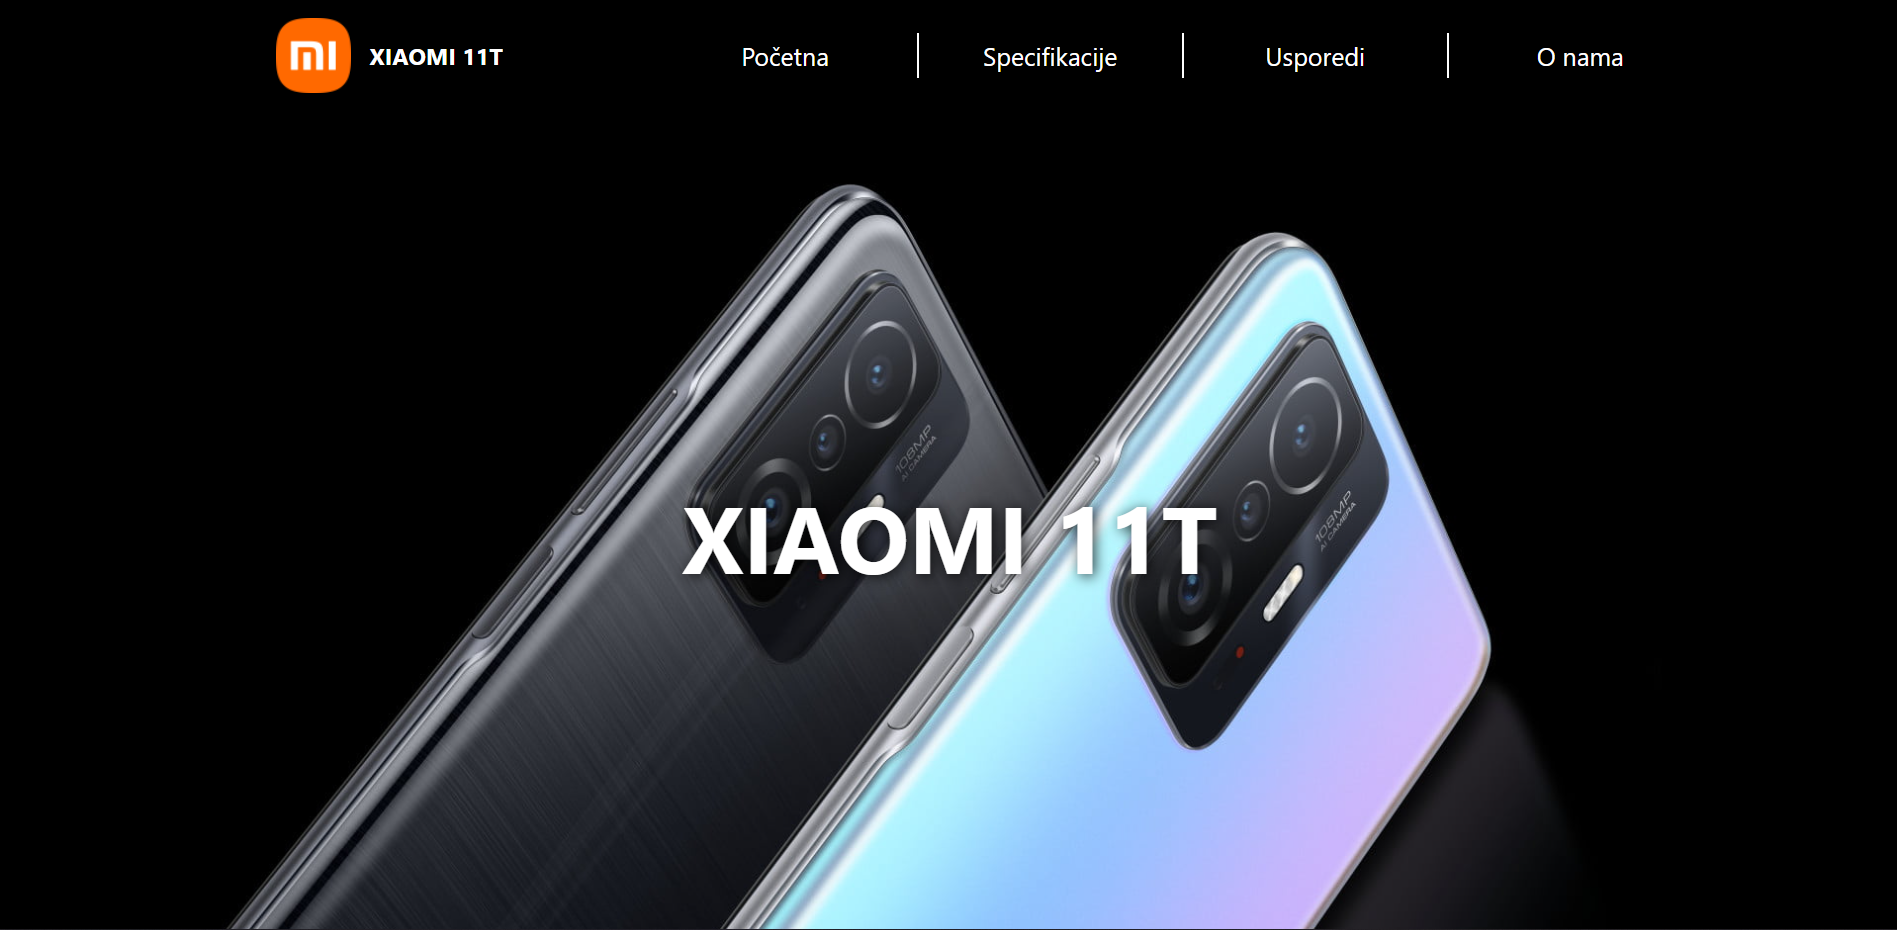 mi
XIAOMI 11T
Početna
Specifikacije
Usporedi
O nama
108MP
AI CAMERA
108MP
AI CAMERA
XIAOMI 11T